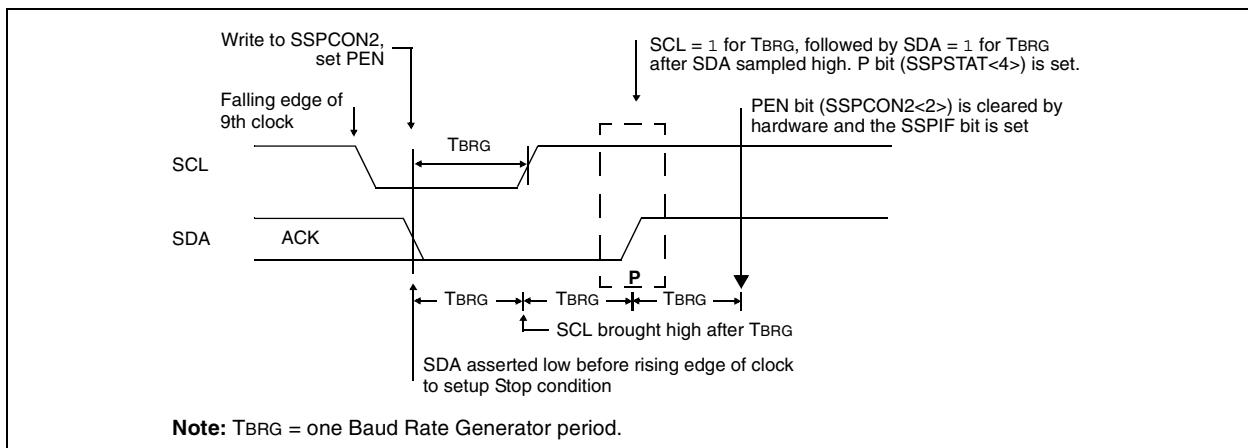 Write to SSPCON2,
set PEN
SCL = 1 for TBRG, followed by SDA = 1 for TBRG
after SDA sampled high. P bit (SSPSTAT<4>) is set.
Falling edge of
9th clock
PEN bit (SSPCON2<2>) is cleared by
hardware and the SSPIF bit is set
TBRG
SCL
SDA
ACK
P
TBRG
TBRG
TBRG
SCL brought high after TBRG
SDA asserted low before rising edge of clock
to setup Stop condition
Note: TBRG = one Baud Rate Generator period.